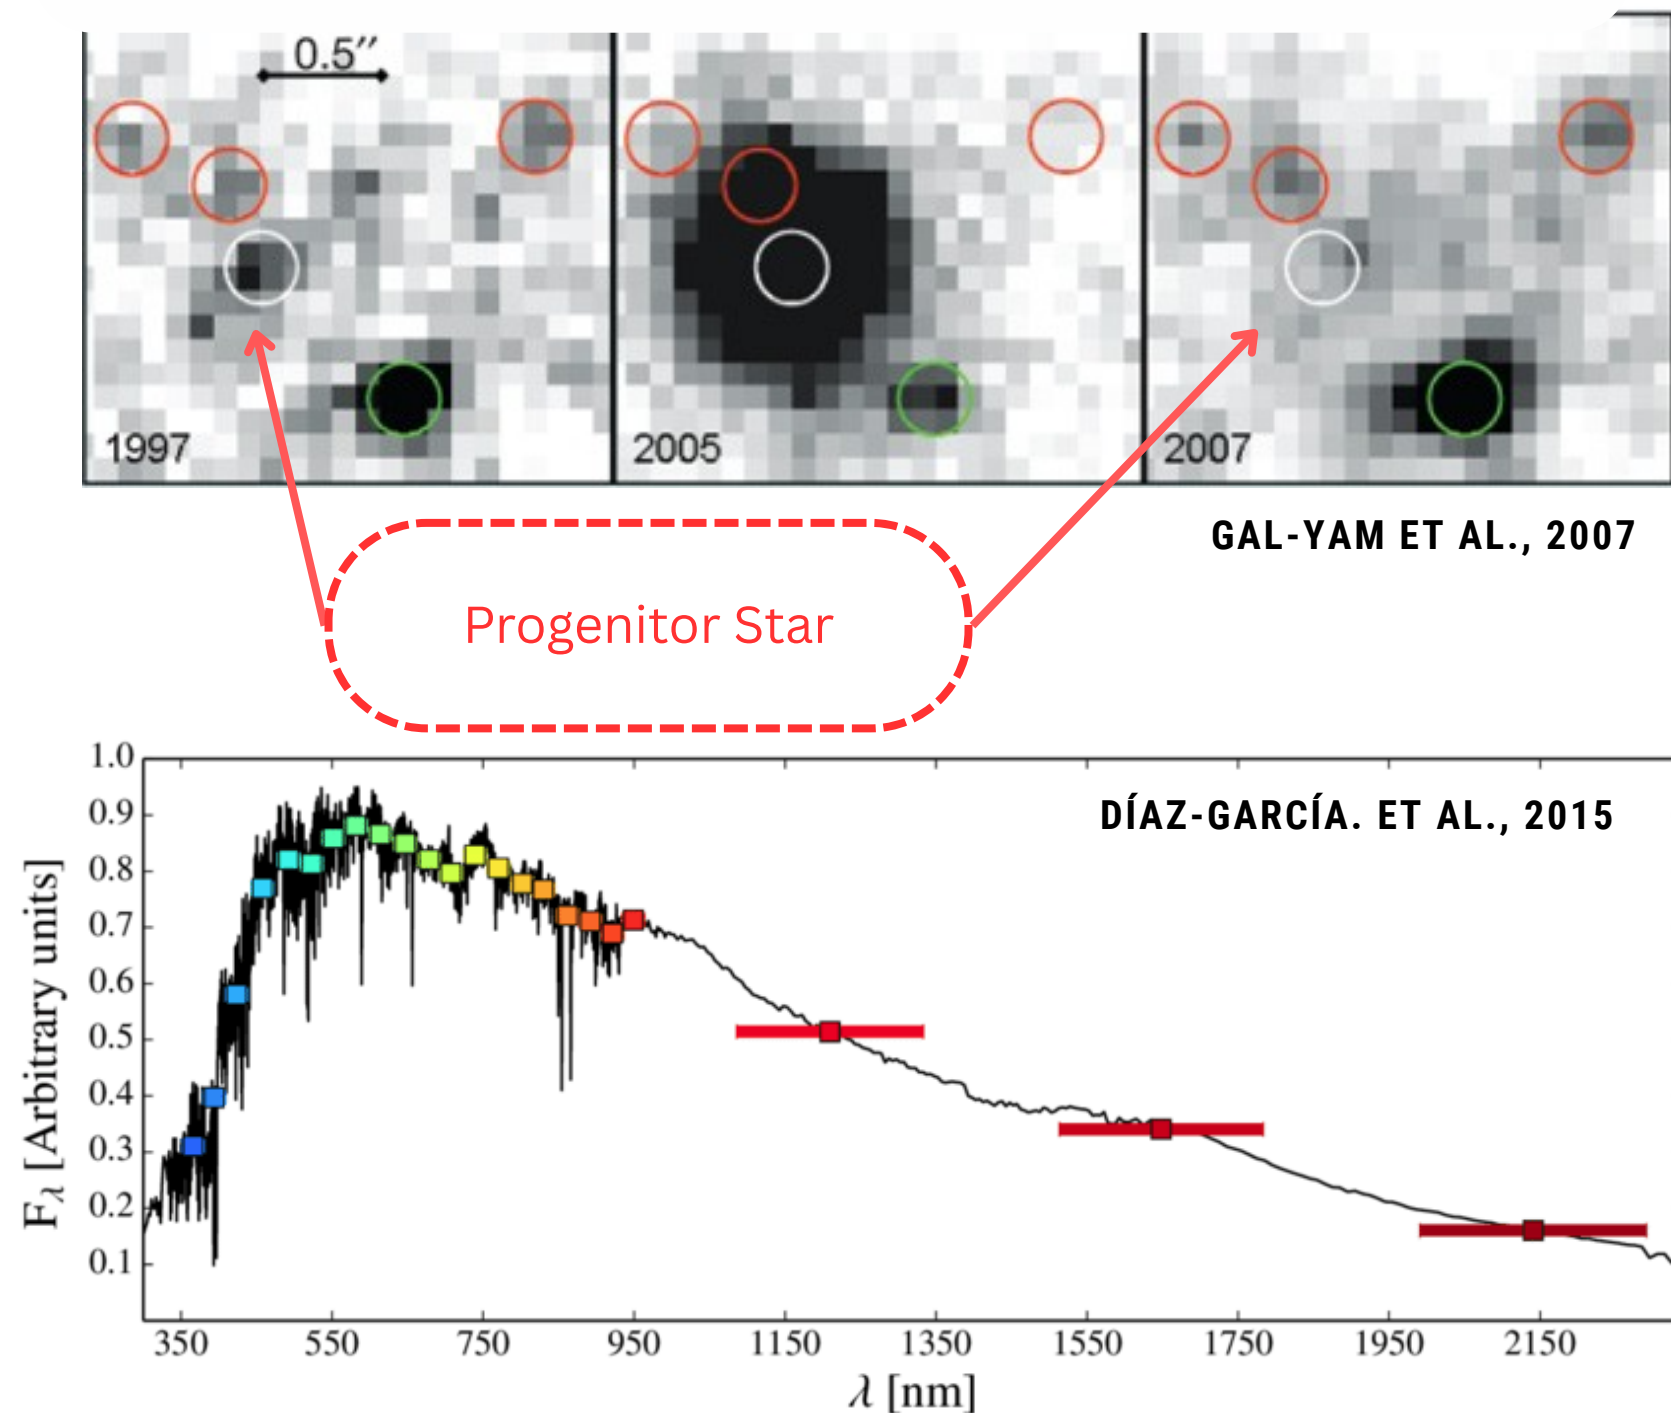 0.5″
1997
2005
2007
GAL-YAM ET AL., 2007
Progenitor Star
DÍAZ-GARCÍA. ET AL., 2015
1.0
0.9
0.8
0.7
0.6
0.5
0.4
0.3
0.2
0.1
Fλ [Arbitrary units]
350 550 750 950 1150 1350 1550 1750 1950 2150
λ [nm]